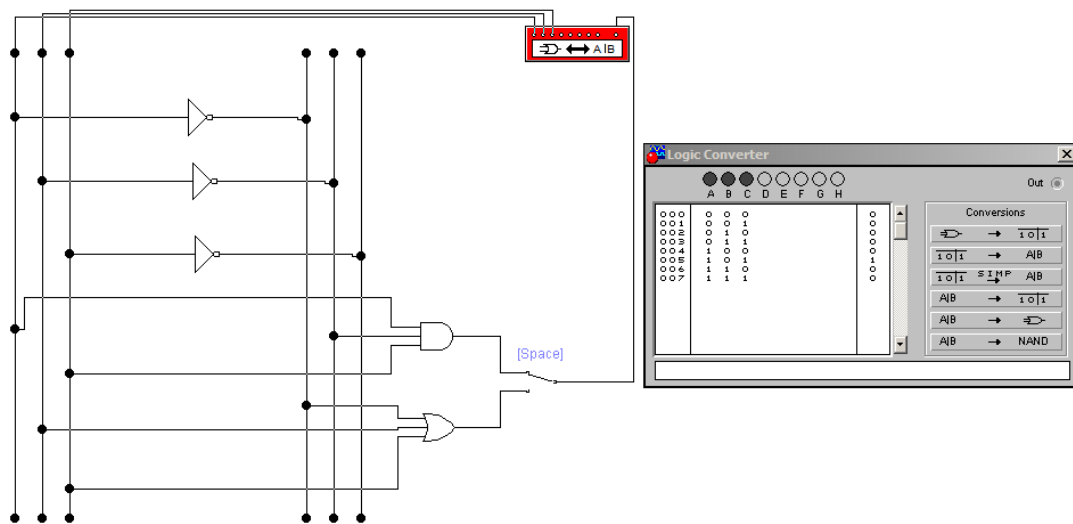 A|B
Logic Converter
Out
A B C D E F G H
000 0 0 0 0
001 0 0 1 0
002 0 1 0 0
003 0 1 1 0
004 1 0 0 0
005 1 0 1 1
006 1 1 0 0
007 1 1 1 0
Conversions
→ 1 0|1
1 0|1 → A|B
1 0|1 SIMP → A|B
A|B → 1 0|1
A|B →
A|B → NAND
[Space]